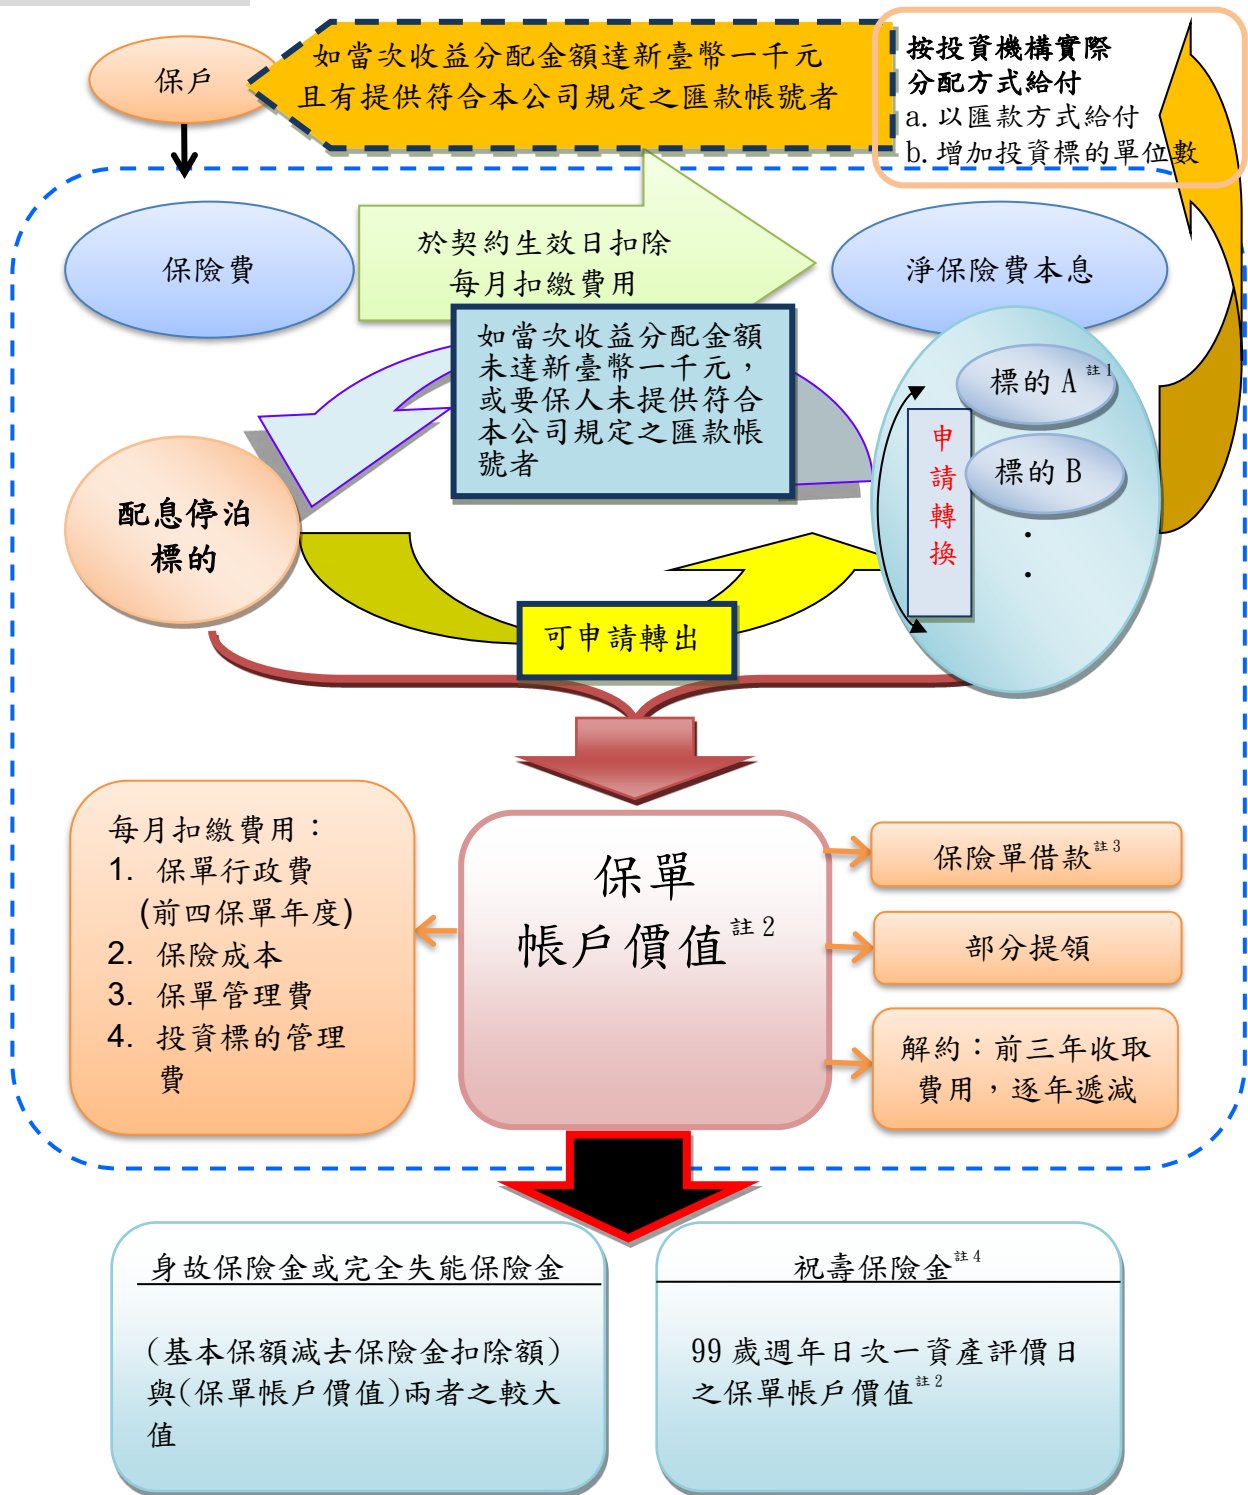 保戶
如當次收益分配金額達新臺幣一千元
且有提供符合本公司規定之匯款帳號者
按投資機構實際
分配方式給付
a.以匯款方式給付
b.增加投資標的單位數
保險費
於契約生效日扣除
每月扣繳費用
淨保險費本息
如當次收益分配金額
未達新臺幣一千元，
或要保人未提供符合
本公司規定之匯款帳
號者
標的 A 註1
標的 B
．
．
申
請
轉
換
配息停泊
標的
可申請轉出
每月扣繳費用：
1. 保單行政費
(前四保單年度)
2. 保險成本
3. 保單管理費
4. 投資標的管理
費
保單
帳戶價值註2
保險單借款註3
部分提領
解約：前三年收取
費用，逐年遞減
身故保險金或完全失能保險金
(基本保額減去保險金扣除額)
與(保單帳戶價值)兩者之較大
值
祝壽保險金註4
99 歲週年日次一資產評價日
之保單帳戶價值註2